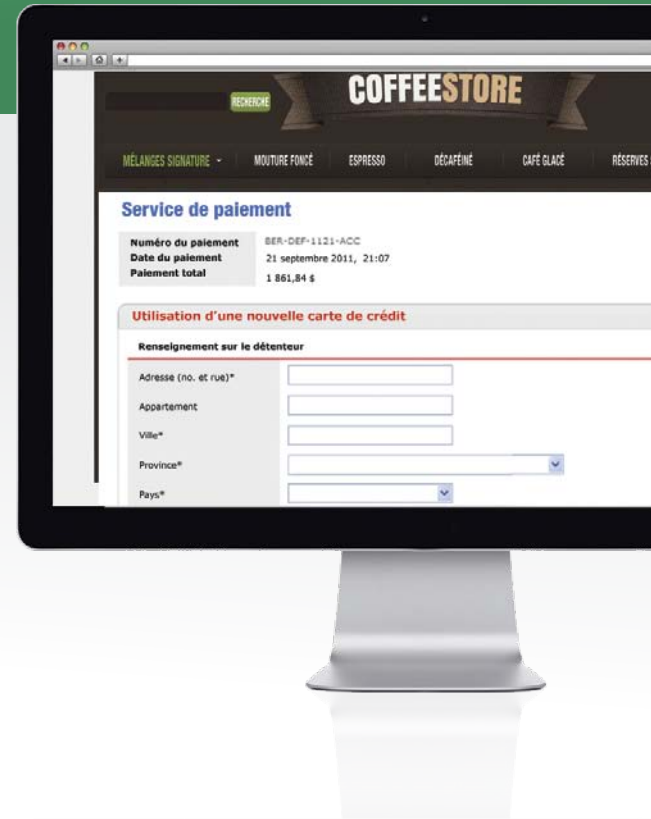 COFFEESTORE
RECHERCHE
MÉLANGES SIGNATURE MOUTURE FONCÉ ESPRESSO DÉCAFÉINÉ CAFÉ GLACÉ RÉSERVES
Service de paiement
Numéro du paiement BER-DEF-1121-ACC
Date du paiement 21 septembre 2011, 21:07
Paiement total 1 861,84 $
Utilisation d'une nouvelle carte de crédit
Renseignement sur le détenteur
Adresse (no. et rue)*
Appartement
Ville*
Province*
Pays*